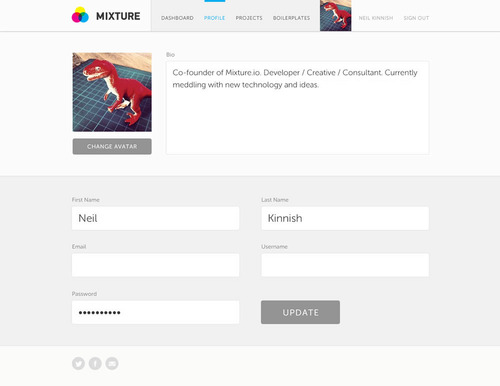 MIXTURE
DASHBOARD PROFILE PROJECTS BOILERPLATES NEIL KINNISH SIGN OUT
Bio
Co-founder of Mixture.io. Developer / Creative / Consultant. Currently
meddling with new technology and ideas.
CHANGE AVATAR
First Name Last Name
Neil Kinnish
Email Username
Password
••••••••••
UPDATE